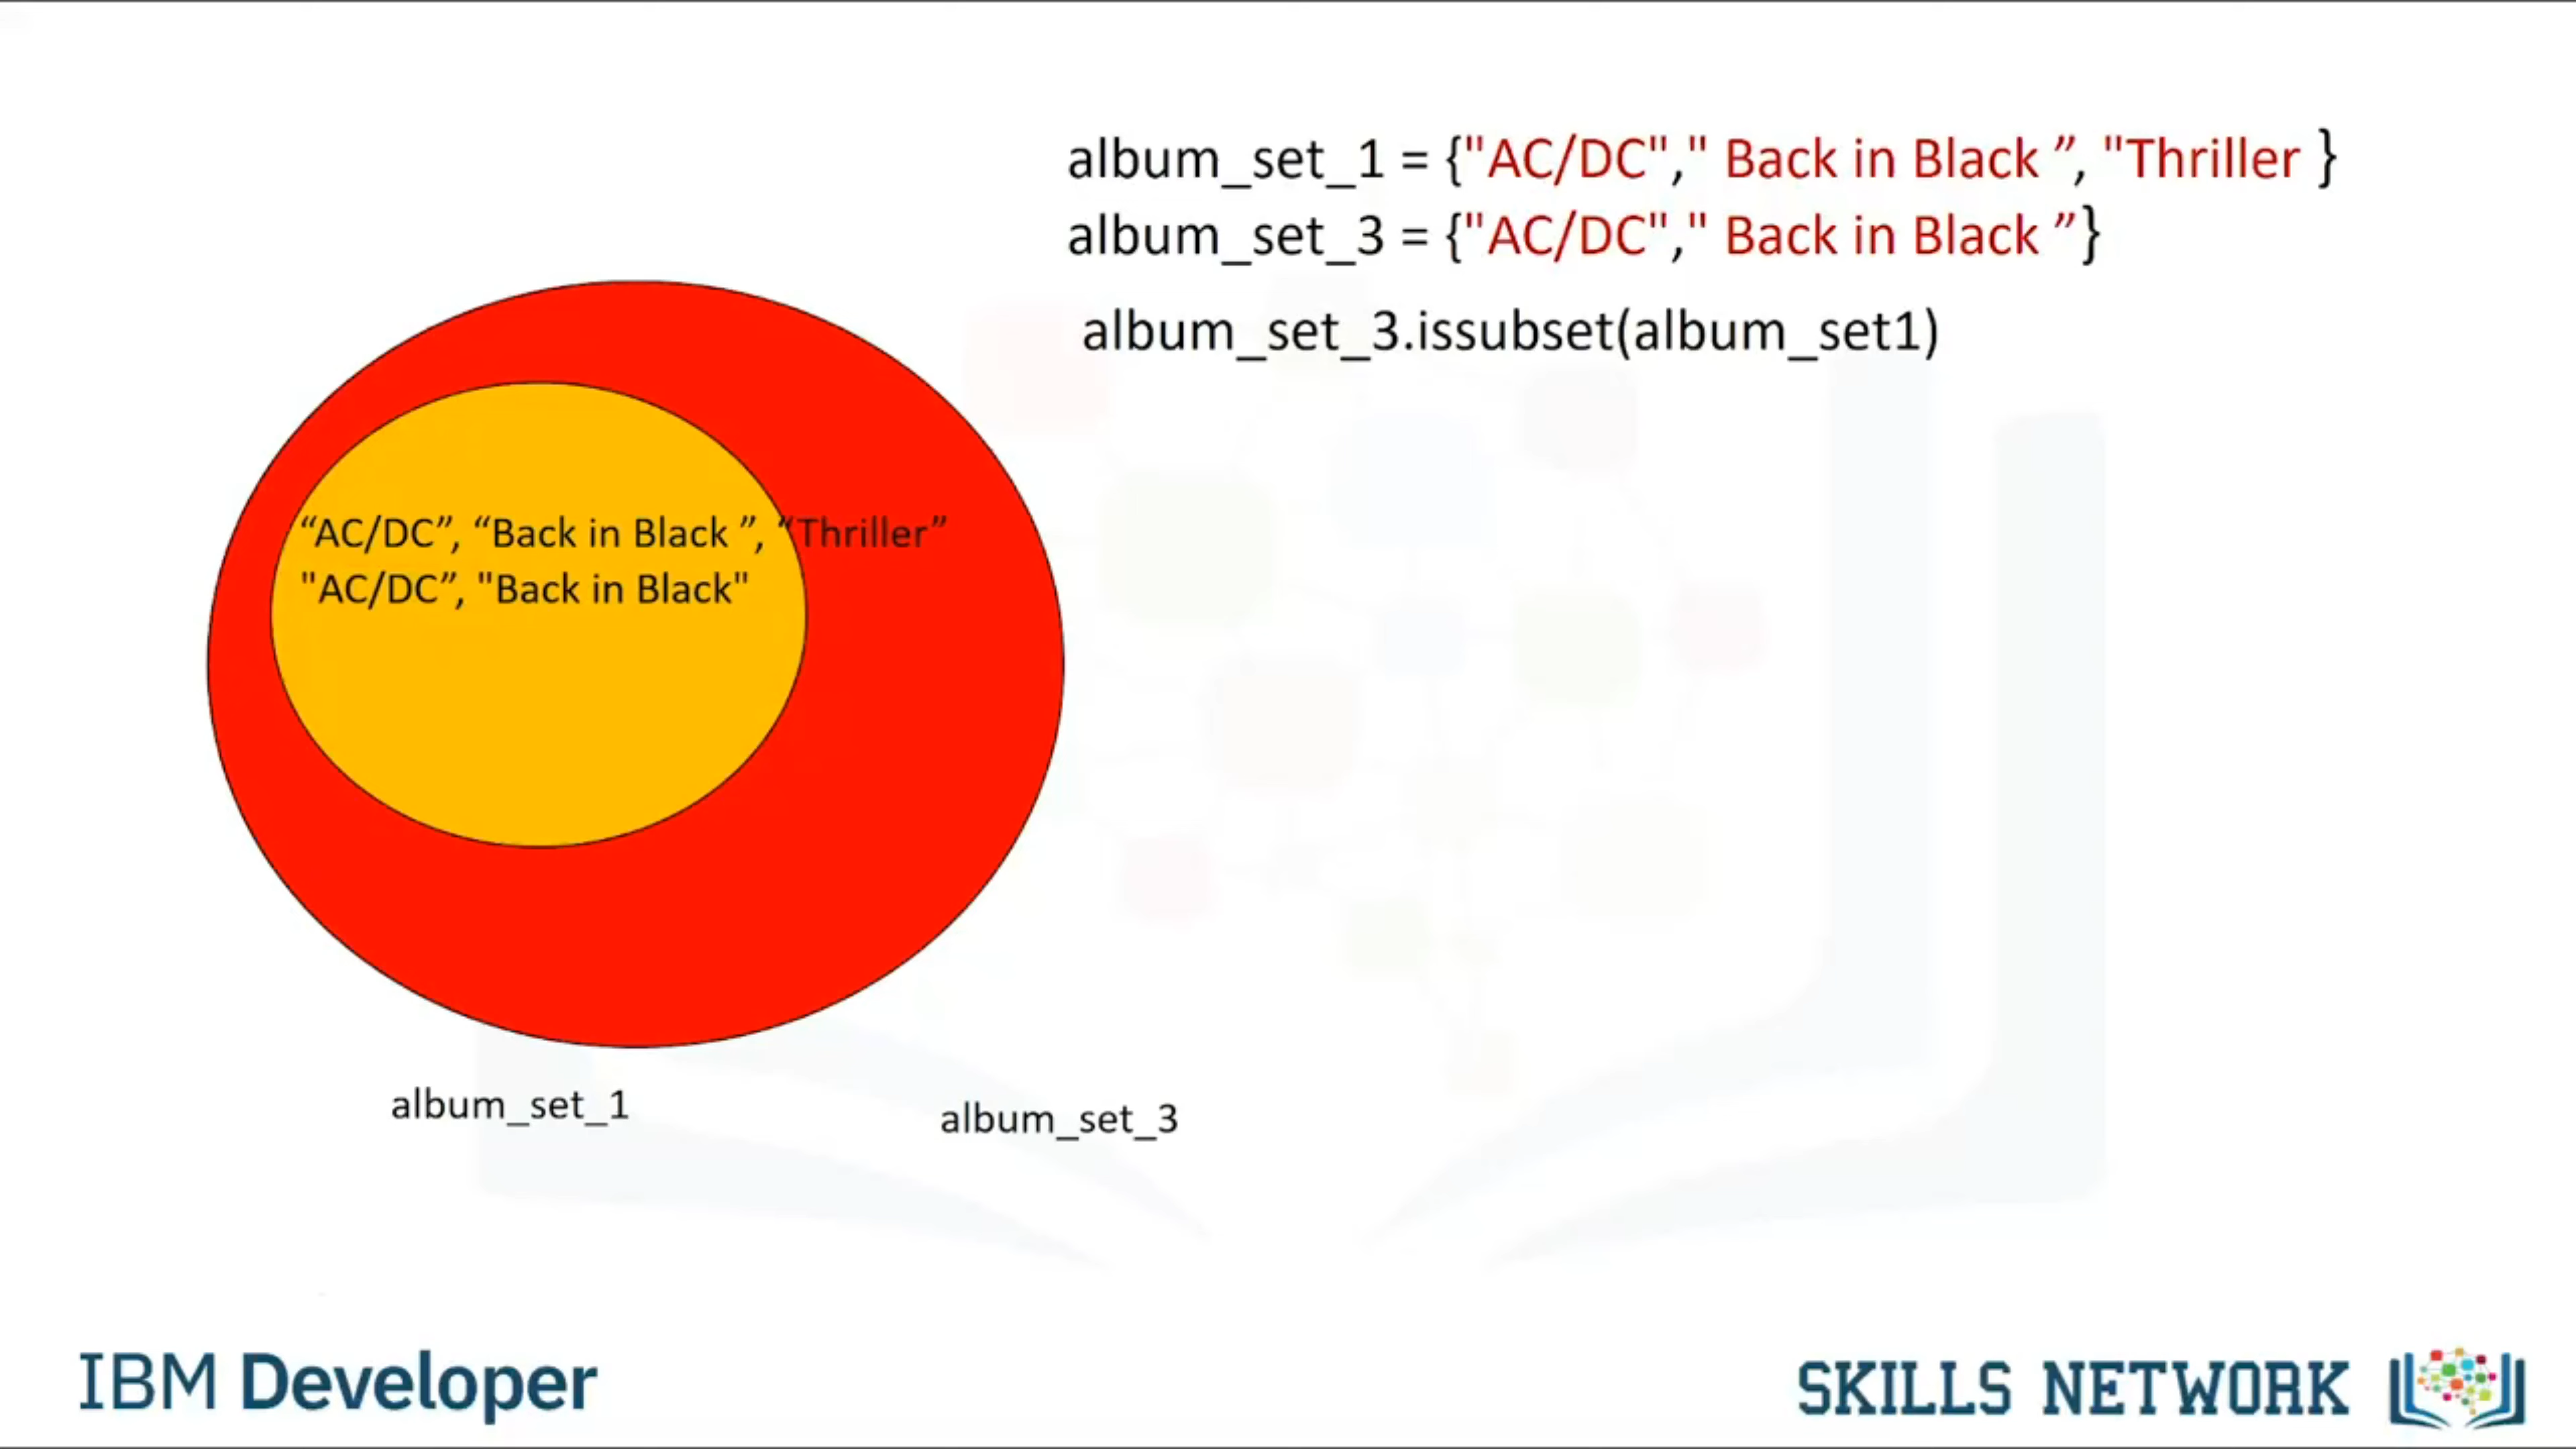 album_set_1 = {"AC/DC"," Back in Black ”, "Thriller }
album_set_3 = {"AC/DC"," Back in Black ”}
album_set_3.issubset(album_set1)
“AC/DC”, “Back in Black ”, “Thriller”
"AC/DC”, "Back in Black"
album_set_1
album_set_3
IBM Developer
SKILLS NETWORK